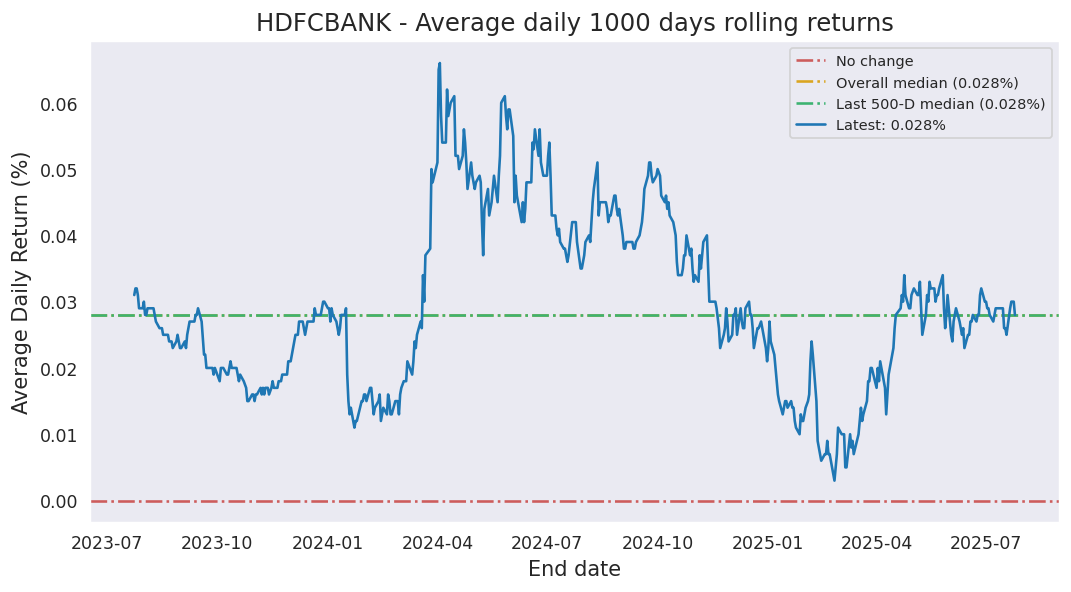 HDFCBANK - Average daily 1000 days rolling returns
No change
Overall median (0.028%)
Last 500-D median (0.028%)
Latest: 0.028%
Average Daily Return (%)
0.06
0.05
0.04
0.03
0.02
0.01
0.00
2023-07 2023-10 2024-01 2024-04 2024-07 2024-10 2025-01 2025-04 2025-07
End date